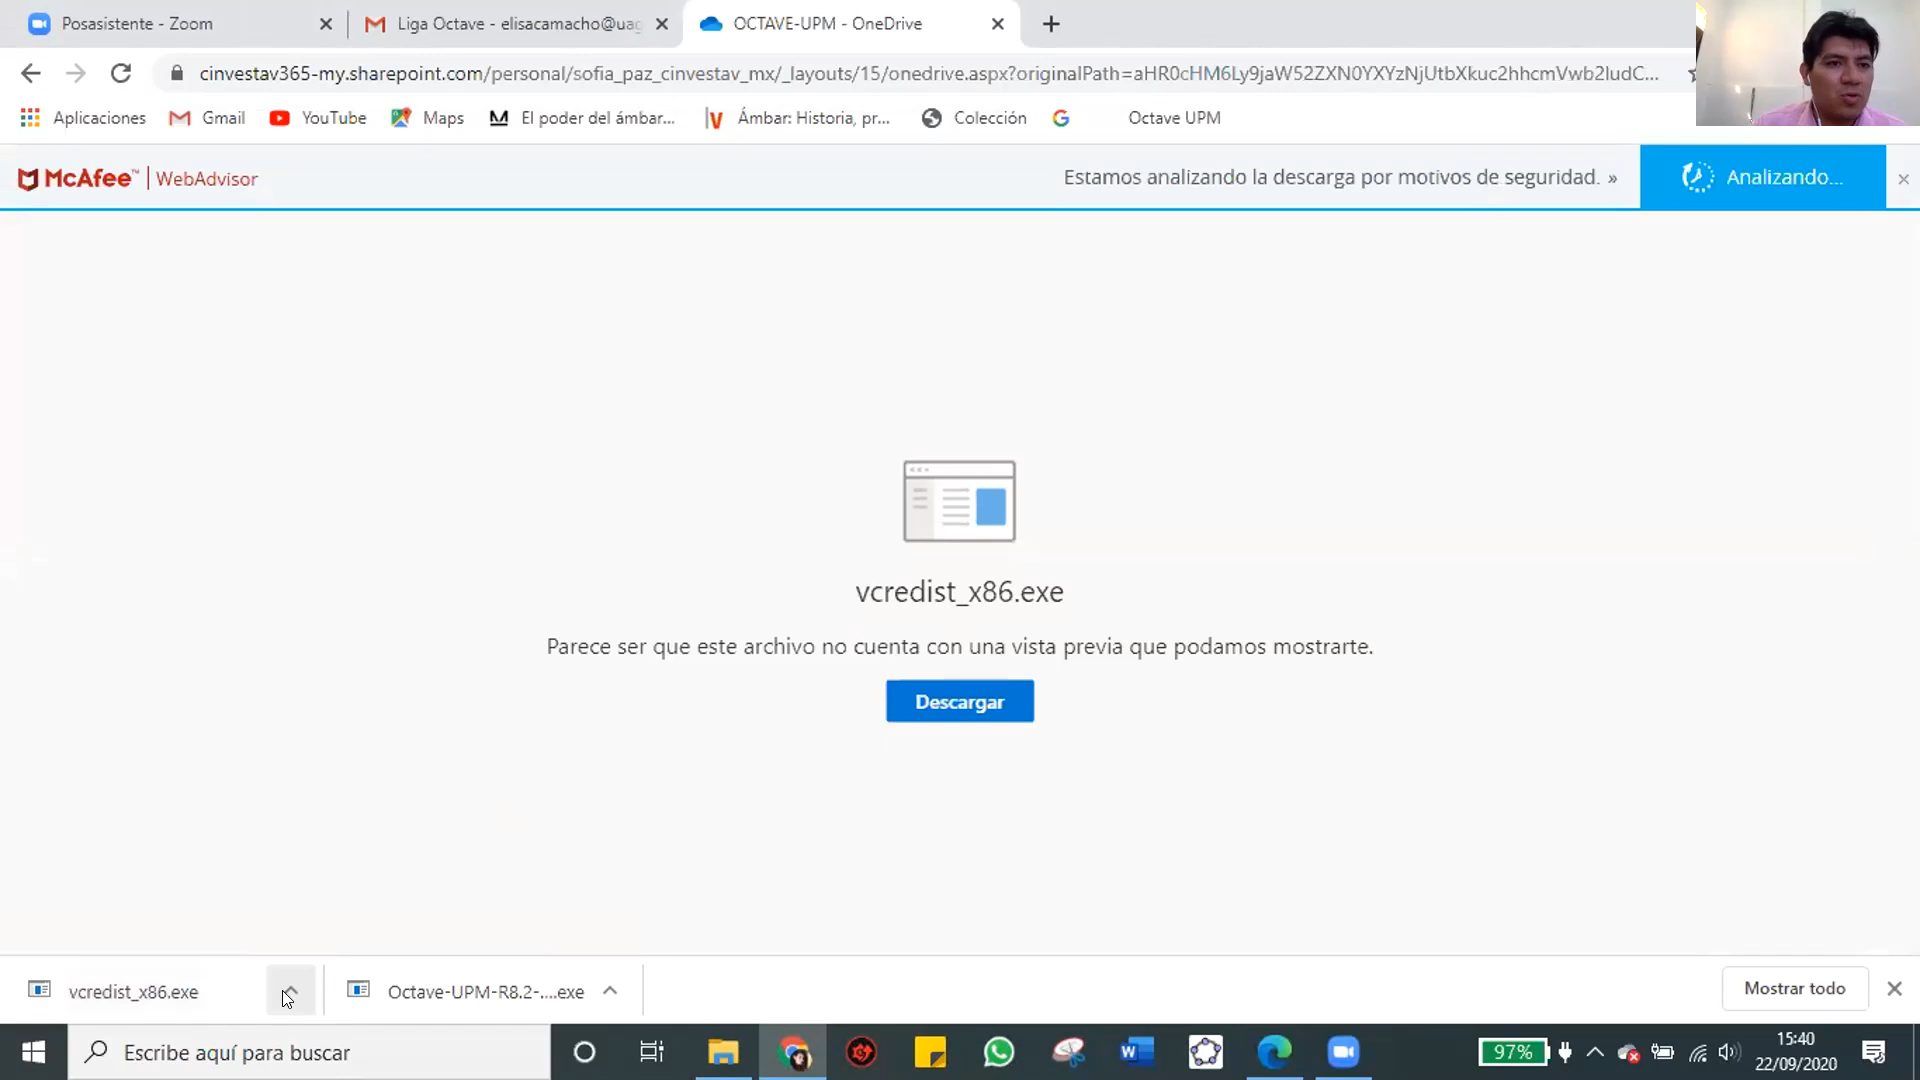 Posasistente - Zoom
Liga Octave - elisacamacho@uag
OCTAVE-UPM - OneDrive
cinvestav365-my.sharepoint.com/personal/sofia_paz_cinvestav_mx/_layouts/15/onedrive.aspx?originalPath=aHR0cHM6Ly9jaW52ZXN0YXYzNjUtbXkuc2hhcmVwb2ludC...
Aplicaciones
Gmail
YouTube
Maps
El poder del ámbar...
Ámbar: Historia, pr...
Colección
Octave UPM
McAfee™ | WebAdvisor
Estamos analizando la descarga por motivos de seguridad. »
Analizando...
vcredist_x86.exe
Parece ser que este archivo no cuenta con una vista previa que podamos mostrarte.
Descargar
vcredist_x86.exe
Octave-UPM-R8.2-....exe
Mostrar todo
Escribe aquí para buscar
97%
15:40
22/09/2020